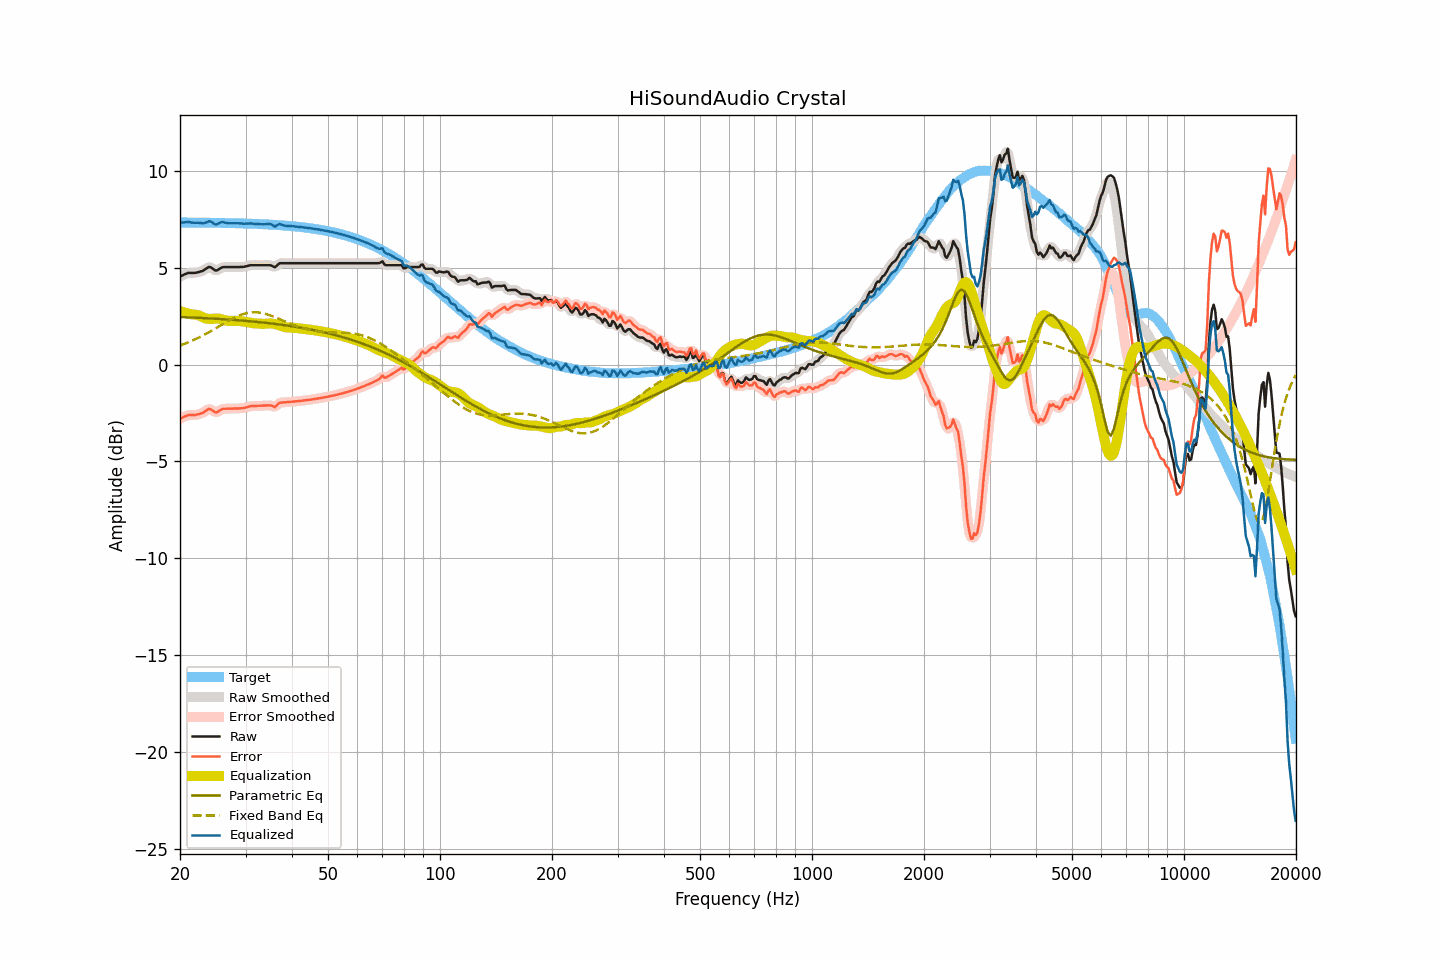 HiSoundAudio Crystal
Amplitude (dBr)
10
5
0
−5
−10
−15
−20
−25
Target
Raw Smoothed
Error Smoothed
Raw
Error
Equalization
Parametric Eq
Fixed Band Eq
Equalized
20 50 100 200 500 1000 2000 5000 10000 20000
Frequency (Hz)